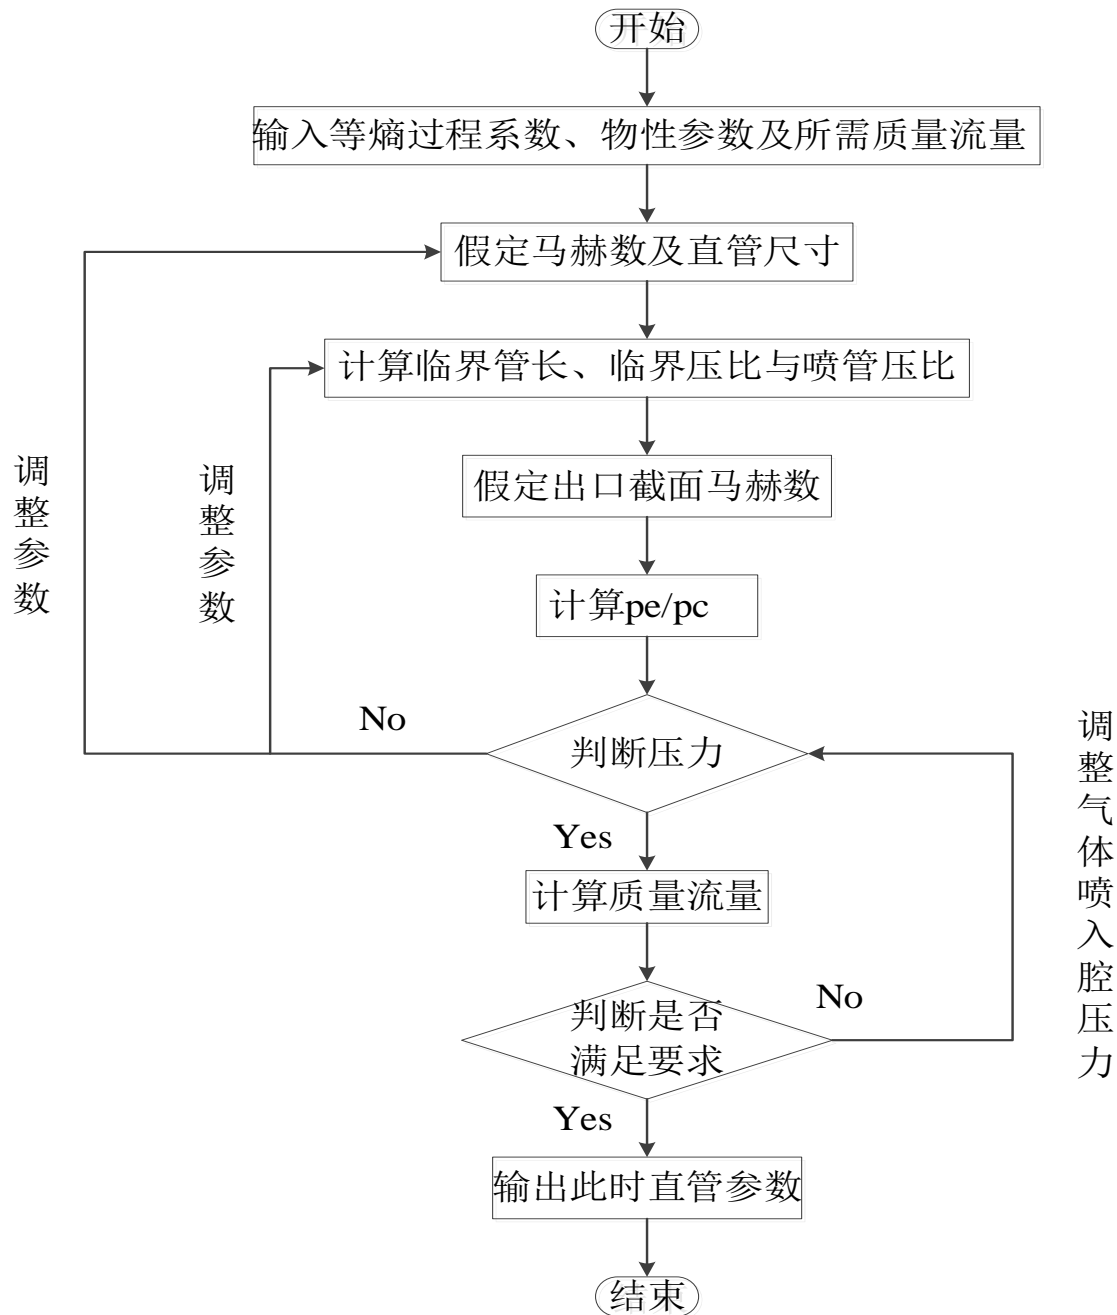 开始
输入等熵过程系数、物性参数及所需质量流量
假定马赫数及直管尺寸
计算临界管长、临界压比与喷管压比
调整参数
调整参数
假定出口截面马赫数
计算pe/pc
No
判断压力
调整气体喷入腔压力
Yes
计算质量流量
判断是否
满足要求
No
Yes
输出此时直管参数
结束